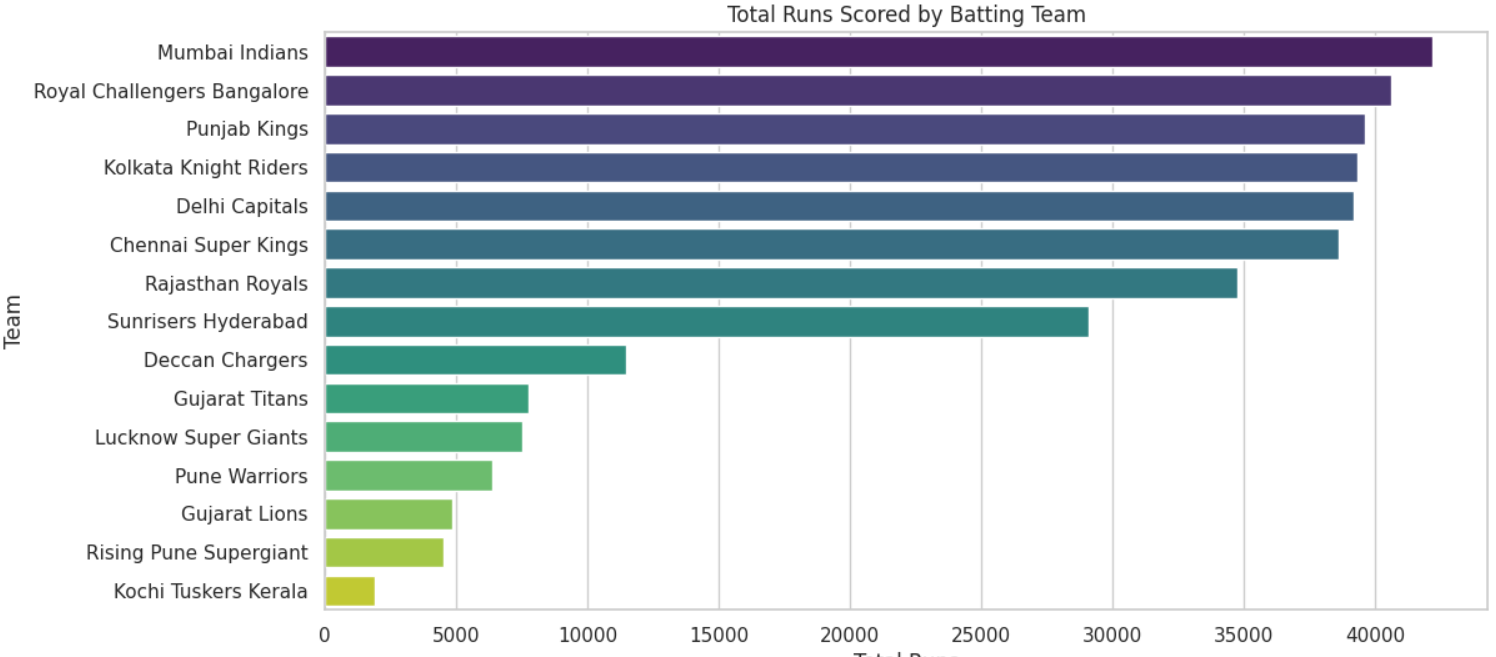 Total Runs Scored by Batting Team
Mumbai Indians
Royal Challengers Bangalore
Punjab Kings
Kolkata Knight Riders
Delhi Capitals
Chennai Super Kings
Rajasthan Royals
Sunrisers Hyderabad
Deccan Chargers
Gujarat Titans
Lucknow Super Giants
Pune Warriors
Gujarat Lions
Rising Pune Supergiant
Kochi Tuskers Kerala
Team
0 5000 10000 15000 20000 25000 30000 35000 40000
Total Runs